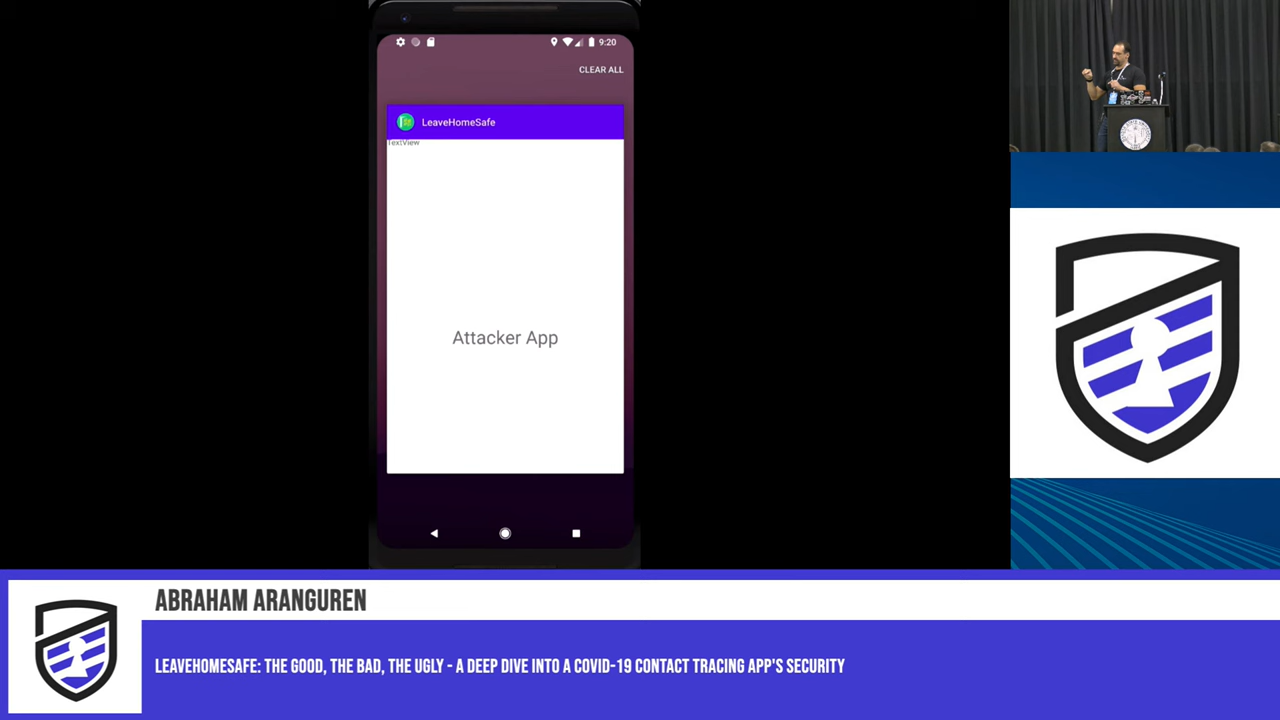 9:20
CLEAR ALL
LeaveHomeSafe
TextView
Attacker App
ABRAHAM ARANGUREN
LEAVEHOMESAFE: THE GOOD, THE BAD, THE UGLY - A DEEP DIVE INTO A COVID-19 CONTACT TRACING APP'S SECURITY